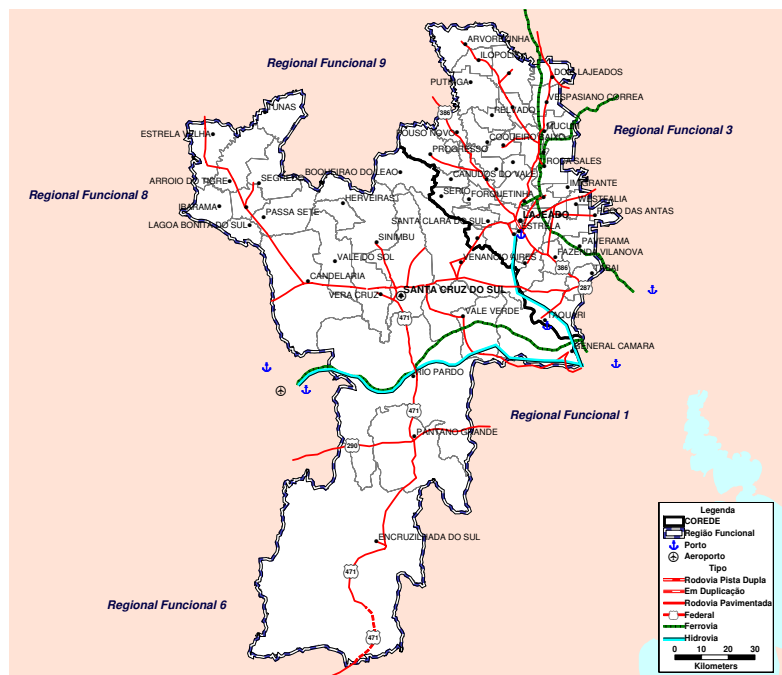 Regional Funcional 9
Regional Funcional 3
Regional Funcional 8
Regional Funcional 1
Regional Funcional 6
ARVOREZINHA
PUTINGA
DOIS LAJEADOS
VESPASIANO CORREA
RELVADO
MUCUM
386
POUSO NOVO
COQUEIRO BAIXO
TUNAS
ESTRELA VELHA
PROGRESSO
ROCA SALES
BOQUEIRAO DO LEAO
CANUDOS DO VALE
ARROIO DO TIGRE
SEGREDO
IMIGRANTE
SERIO
FORQUETINHA
WESTFALIA
IBARAMA
PASSA SETE
HERVEIRAS
LAJEADO
LAGOA BONITA DO SUL
SANTA CLARA DO SUL
ESTRELA
SINIMBU
PAVERAMA
VALE DO SOL
VENANCIO AIRES
FAZENDA VILANOVA
386
CANDELARIA
287
VERA CRUZ
SANTA CRUZ DO SUL
471
VALE VERDE
TAQUARI
GENERAL CAMARA
RIO PARDO
471
PANTANO GRANDE
290
ENCRUZILHADA DO SUL
471
471
Legenda
COREDE
Região Funcional
Porto
Aeroporto
Tipo
Rodovia Pista Dupla
Em Duplicação
Rodovia Pavimentada
Federal
Ferrovia
Hidrovia
0 10 20 30
Kilometers